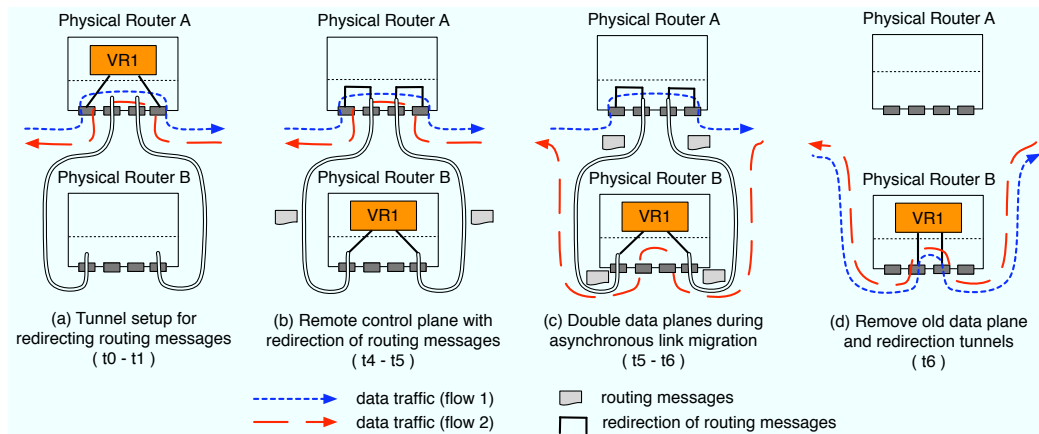 Physical Router A
VR1
Physical Router B
(a) Tunnel setup for
redirecting routing messages
( t0 - t1 )
Physical Router A
Physical Router B
VR1
(b) Remote control plane with
redirection of routing messages
( t4 - t5 )
Physical Router A
Physical Router B
VR1
(c) Double data planes during
asynchronous link migration
( t5 - t6 )
Physical Router A
Physical Router B
VR1
(d) Remove old data plane
and redirection tunnels
( t6 )
data traffic (flow 1)
data traffic (flow 2)
routing messages
redirection of routing messages